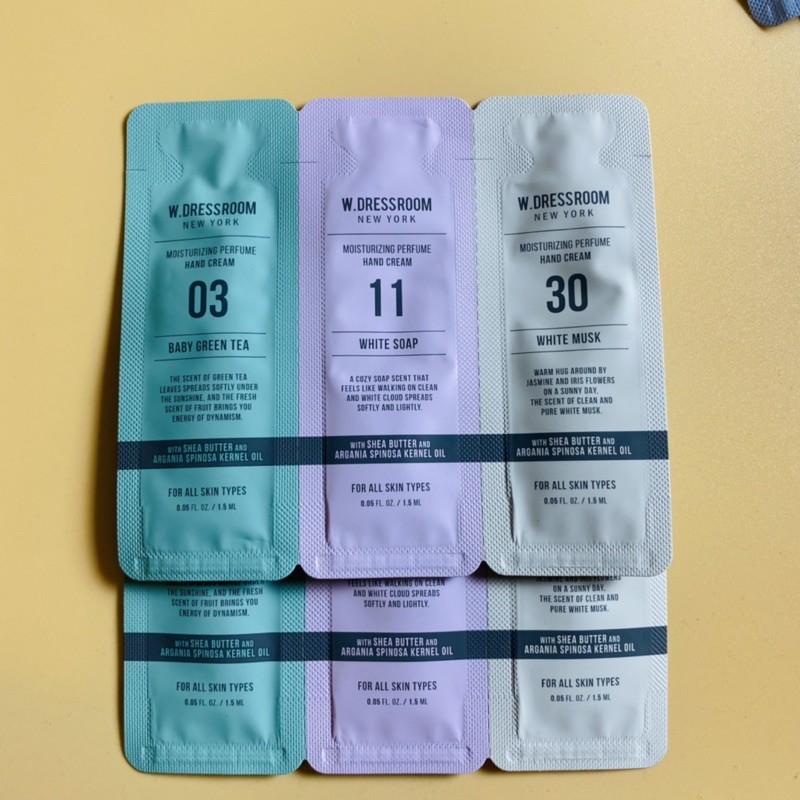 W.DRESSROOM
NEW YORK
MOISTURIZING PERFUME
HAND CREAM
03
BABY GREEN TEA
THE SCENT OF GREEN TEA
LEAVES SPREADS SOFTLY UNDER
THE SUNSHINE, AND THE FRESH
SCENT OF FRUIT BRINGS YOU
ENERGY OF DYNAMISM.
WITH SHEA BUTTER AND
ARGANIA SPINOSA KERNEL OIL
FOR ALL SKIN TYPES
0.05 FL. OZ. / 1.5 ML
W.DRESSROOM
NEW YORK
MOISTURIZING PERFUME
HAND CREAM
11
WHITE SOAP
A COZY SOAP SCENT THAT
FEELS LIKE WALKING ON CLEAN
AND WHITE CLOUD SPREADS
SOFTLY AND LIGHTLY.
WITH SHEA BUTTER AND
ARGANIA SPINOSA KERNEL OIL
FOR ALL SKIN TYPES
0.05 FL. OZ. / 1.5 ML
W.DRESSROOM
NEW YORK
MOISTURIZING PERFUME
HAND CREAM
30
WHITE MUSK
WARM HUG AROUND BY
JASMINE AND IRIS FLOWERS
ON A SUNNY DAY,
THE SCENT OF CLEAN AND
PURE WHITE MUSK.
WITH SHEA BUTTER AND
ARGANIA SPINOSA KERNEL OIL
FOR ALL SKIN TYPES
0.05 FL. OZ. / 1.5 ML
THE SUNSHINE, AND THE FRESH
SCENT OF FRUIT BRINGS YOU
ENERGY OF DYNAMISM.
WITH SHEA BUTTER AND
ARGANIA SPINOSA KERNEL OIL
FOR ALL SKIN TYPES
0.05 FL. OZ. / 1.5 ML
FEELS LIKE WALKING ON CLEAN
AND WHITE CLOUD SPREADS
SOFTLY AND LIGHTLY.
WITH SHEA BUTTER AND
ARGANIA SPINOSA KERNEL OIL
FOR ALL SKIN TYPES
0.05 FL. OZ. / 1.5 ML
JASMINE AND IRIS FLOWERS
ON A SUNNY DAY,
THE SCENT OF CLEAN AND
PURE WHITE MUSK.
WITH SHEA BUTTER AND
ARGANIA SPINOSA KERNEL OIL
FOR ALL SKIN TYPES
0.05 FL. OZ. / 1.5 ML